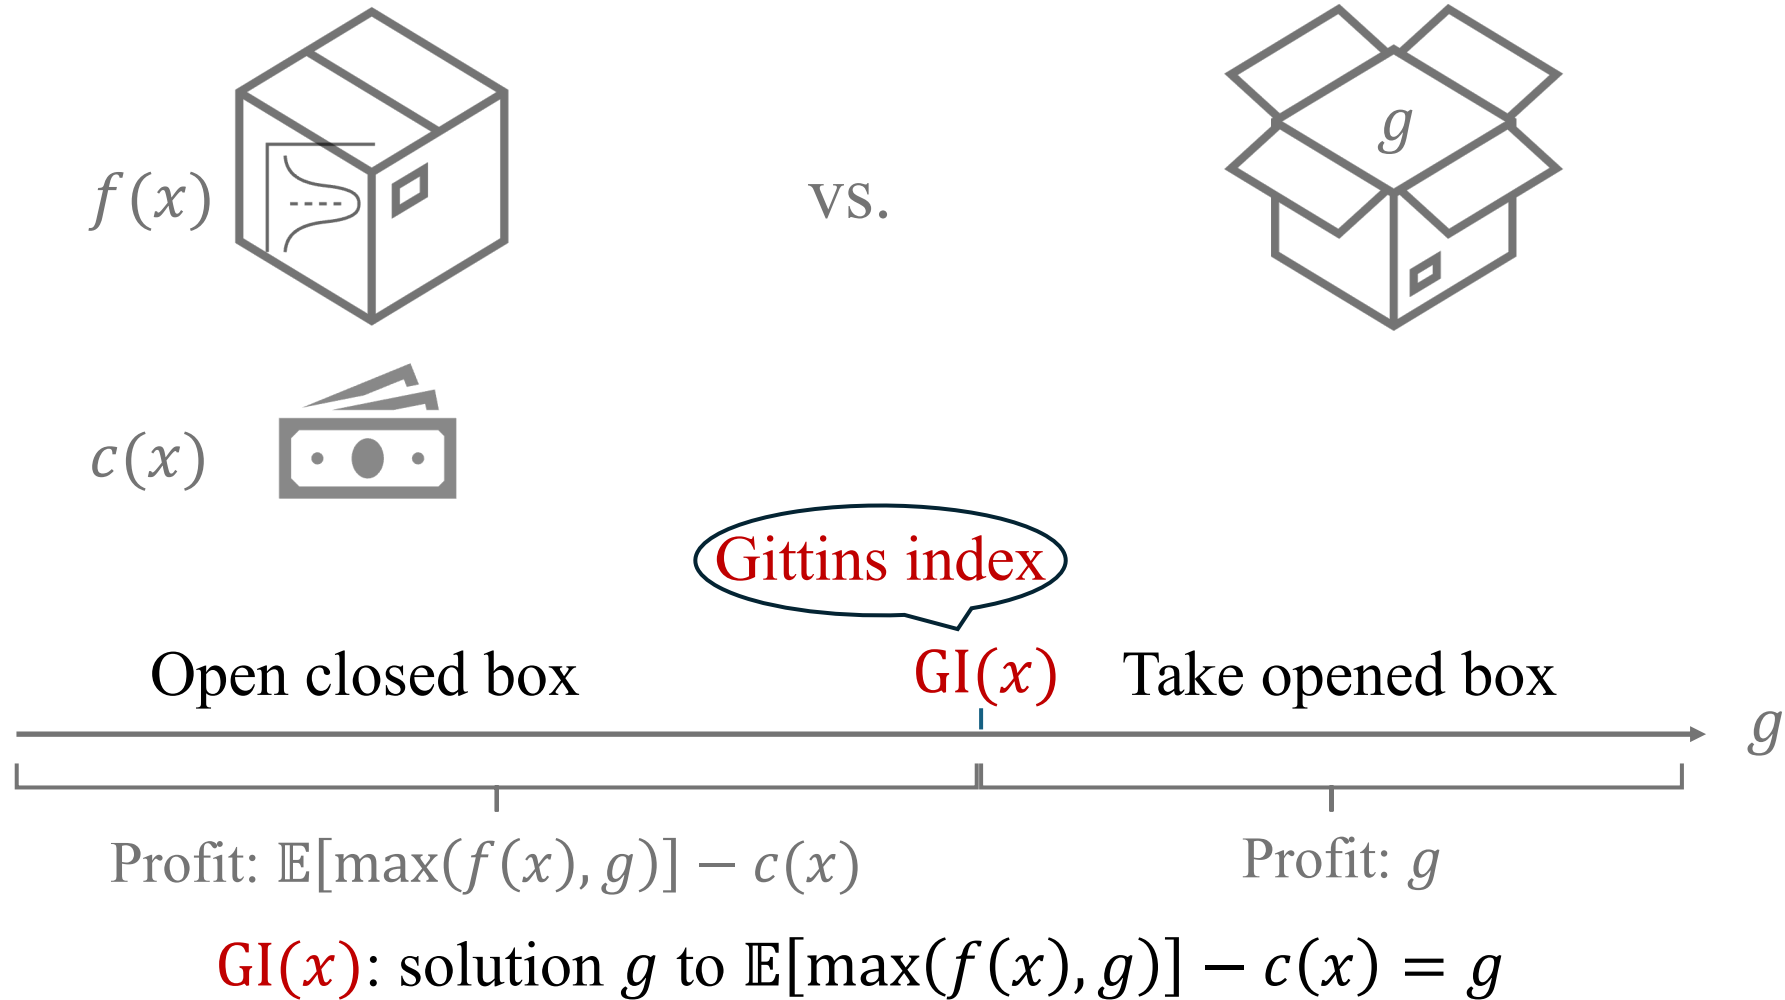 f(x)
g
vs.
c(x)
Gittins index
Open closed box
GI(x)
Take opened box
g
Profit: 𝔼[max(f(x), g)] − c(x)
Profit: g
GI(x): solution g to 𝔼[max(f(x), g)] − c(x) = g